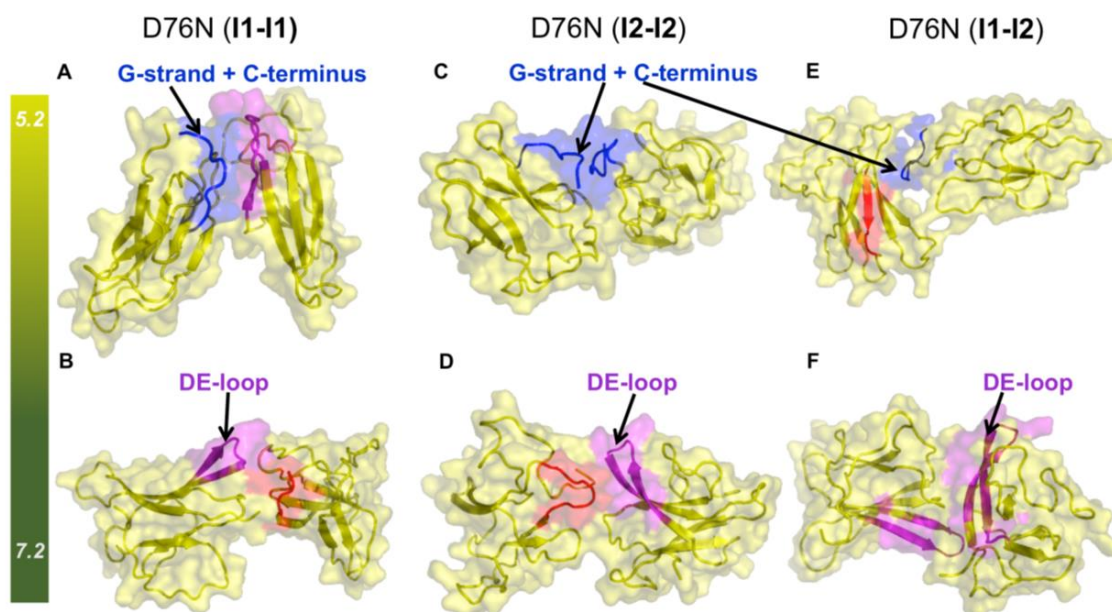 D76N (I1-I1)
D76N (I2-I2)
D76N (I1-I2)
A
G-strand + C-terminus
C
G-strand + C-terminus
E
5.2
B
DE-loop
D
DE-loop
F
DE-loop
7.2